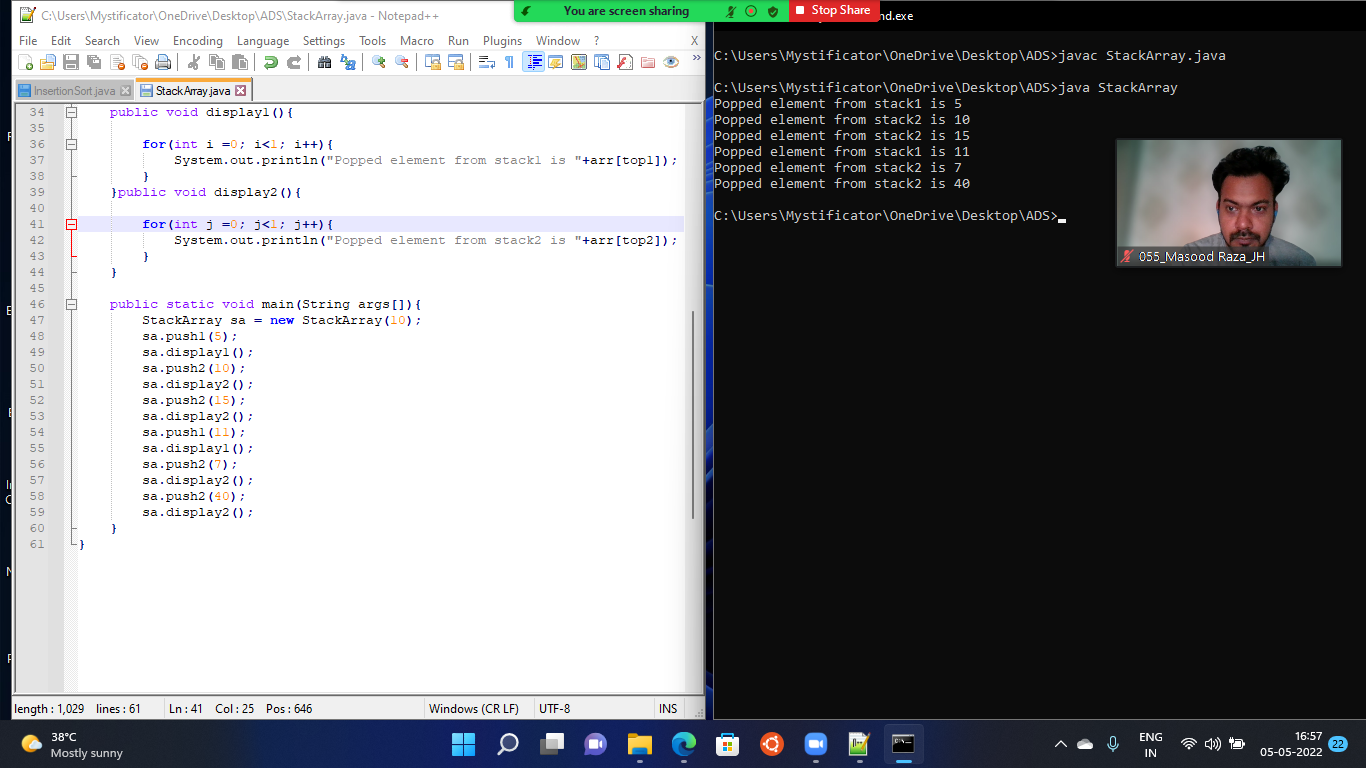 C:\Users\Mystificator\OneDrive\Desktop\ADS\StackArray.java - Notepad++
You are screen sharing
Stop Share
nd.exe
File Edit Search View Encoding Language Settings Tools Macro Run Plugins Window ? X
InsertionSort.java StackArray.java
34 public void display1(){
35
36 for(int i =0; i<1; i++){
37 System.out.println("Popped element from stack1 is "+arr[top1]);
38 }
39 }public void display2(){
40
41 for(int j =0; j<1; j++){
42 System.out.println("Popped element from stack2 is "+arr[top2]);
43 }
44 }
45
46 public static void main(String args[]){
47 StackArray sa = new StackArray(10);
48 sa.push1(5);
49 sa.display1();
50 sa.push2(10);
51 sa.display2();
52 sa.push2(15);
53 sa.display2();
54 sa.push1(11);
55 sa.display1();
56 sa.push2(7);
57 sa.display2();
58 sa.push2(40);
59 sa.display2();
60 }
61 }
length : 1,029 lines : 61 Ln : 41 Col : 25 Pos : 646 Windows (CR LF) UTF-8 INS
C:\Users\Mystificator\OneDrive\Desktop\ADS>javac StackArray.java
C:\Users\Mystificator\OneDrive\Desktop\ADS>java StackArray
Popped element from stack1 is 5
Popped element from stack2 is 10
Popped element from stack2 is 15
Popped element from stack1 is 11
Popped element from stack2 is 7
Popped element from stack2 is 40
C:\Users\Mystificator\OneDrive\Desktop\ADS>
055_Masood Raza_JH
38°C
Mostly sunny
ENG
IN
16:57
05-05-2022
22